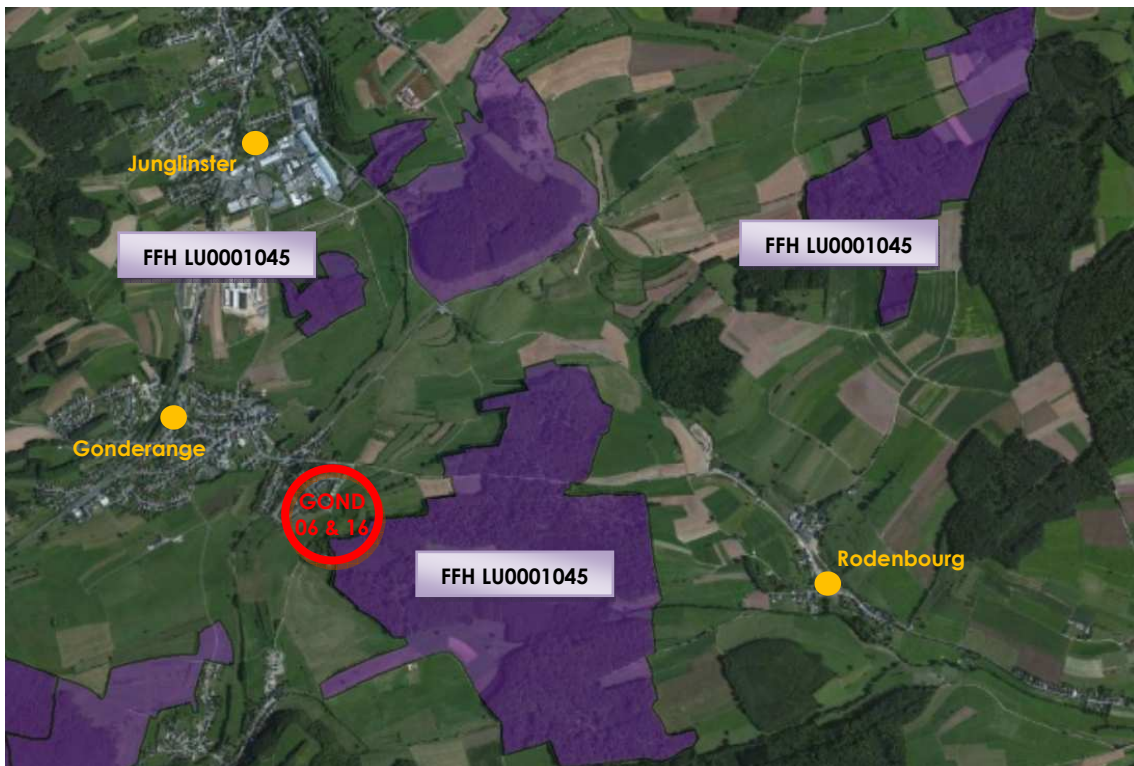 Junglinster
FFH LU0001045
FFH LU0001045
Gonderange
GOND
06 & 16
FFH LU0001045
Rodenbourg